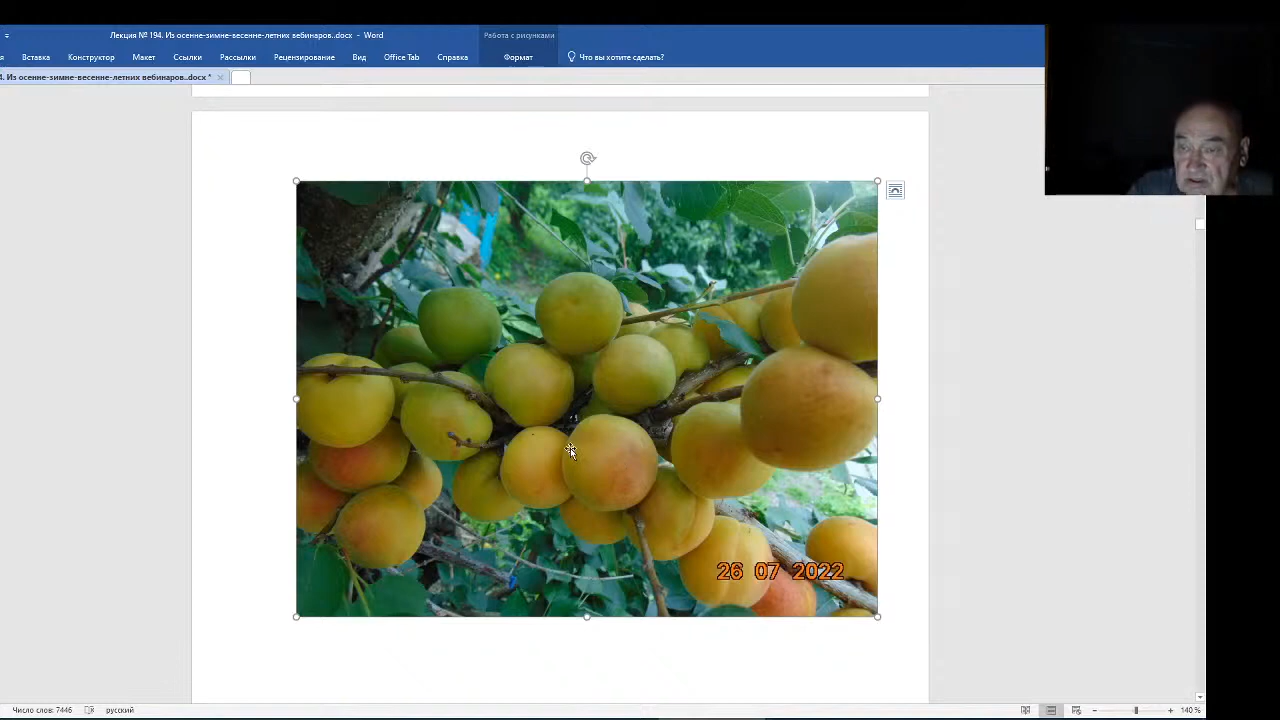 Лекция № 194. Из осенне-зимне-весенне-летних вебинаров..docx - Word
Работа с рисунками
я Вставка Конструктор Макет Ссылки Рассылки Рецензирование Вид Office Tab Справка Формат Что вы хотите сделать?
4. Из осенне-зимне-весенне-летних вебинаров..docx *
26 07 2022
Число слов: 7446 русский 140 %